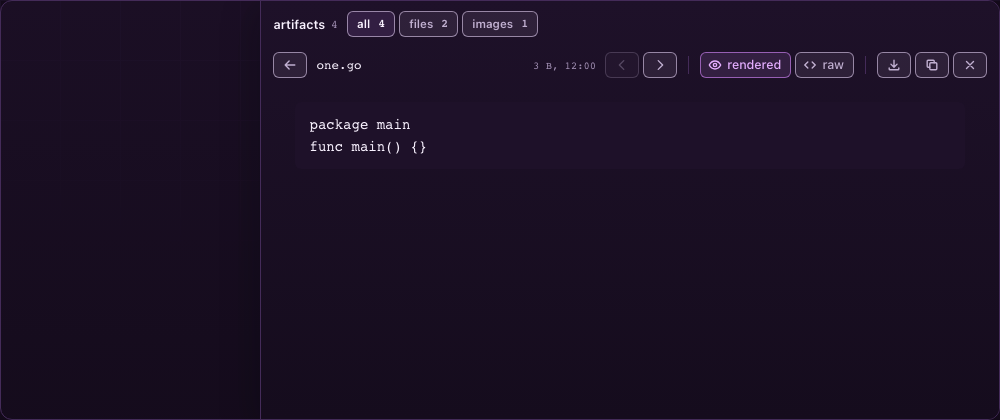 artifacts 4 all 4 files 2 images 1
one.go 3 B, 12:00 rendered raw
package main
func main() {}